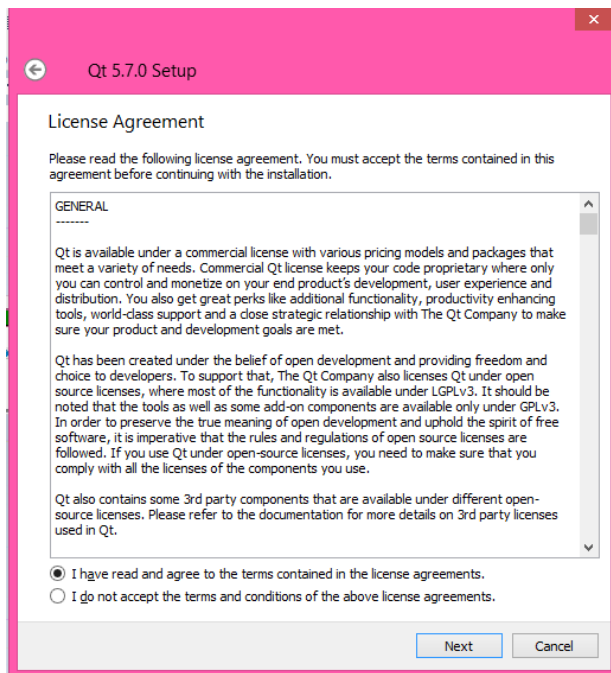 Qt 5.7.0 Setup
License Agreement
Please read the following license agreement. You must accept the terms contained in this
agreement before continuing with the installation.
GENERAL
-------
Qt is available under a commercial license with various pricing models and packages that
meet a variety of needs. Commercial Qt license keeps your code proprietary where only
you can control and monetize on your end product's development, user experience and
distribution. You also get great perks like additional functionality, productivity enhancing
tools, world-class support and a close strategic relationship with The Qt Company to make
sure your product and development goals are met.
Qt has been created under the belief of open development and providing freedom and
choice to developers. To support that, The Qt Company also licenses Qt under open
source licenses, where most of the functionality is available under LGPLv3. It should be
noted that the tools as well as some add-on components are available only under GPLv3.
In order to preserve the true meaning of open development and uphold the spirit of free
software, it is imperative that the rules and regulations of open source licenses are
followed. If you use Qt under open-source licenses, you need to make sure that you
comply with all the licenses of the components you use.
Qt also contains some 3rd party components that are available under different open-
source licenses. Please refer to the documentation for more details on 3rd party licenses
used in Qt.
I have read and agree to the terms contained in the license agreements.
I do not accept the terms and conditions of the above license agreements.
Next
Cancel